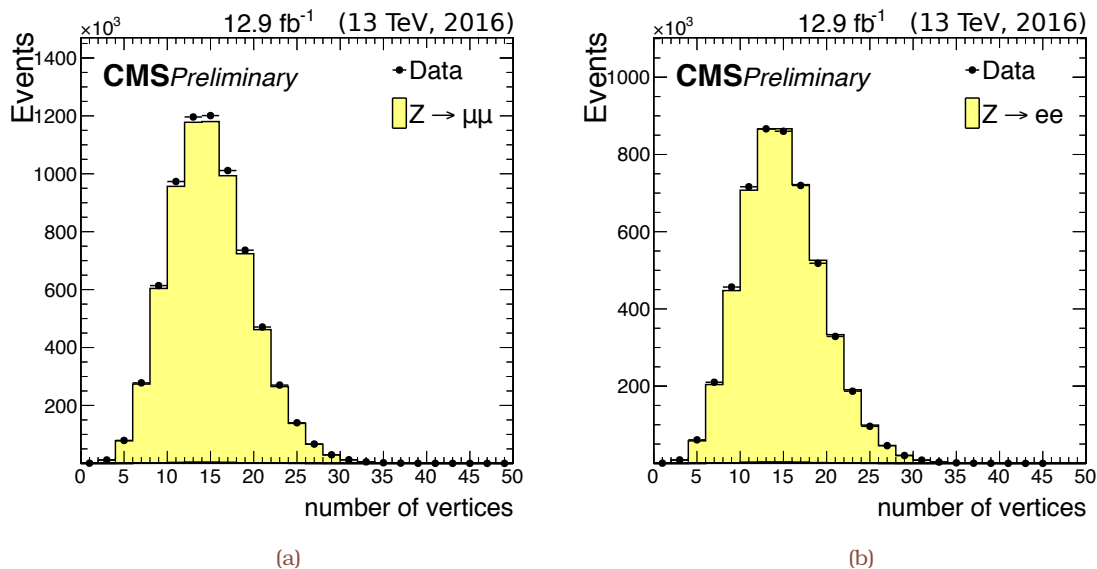 ×10³ 12.9 fb⁻¹ (13 TeV, 2016)
Events
CMS Preliminary
Data
Z → μμ
1400
1200
1000
800
600
400
200
0 5 10 15 20 25 30 35 40 45 50
number of vertices
(a)
×10³ 12.9 fb⁻¹ (13 TeV, 2016)
Events
CMS Preliminary
Data
Z → ee
1000
800
600
400
200
0 5 10 15 20 25 30 35 40 45 50
number of vertices
(b)